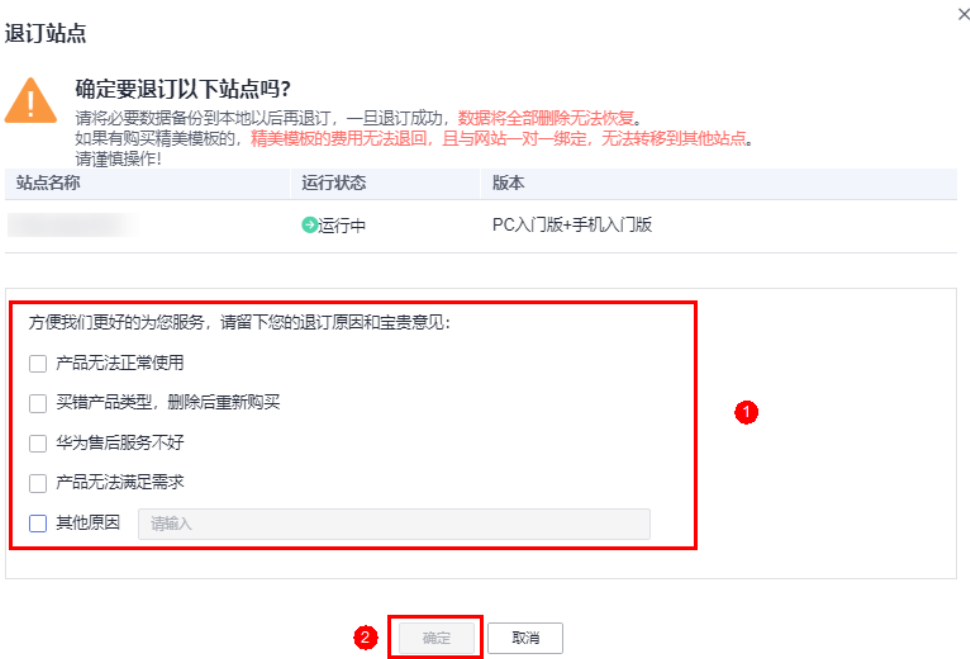 退订站点
确定要退订以下站点吗?
请将必要数据备份到本地以后再退订，一旦退订成功，数据将全部删除无法恢复。
如果有购买精美模板的，精美模板的费用无法退回，且与网站一对一绑定，无法转移到其他站点。
请谨慎操作!
站点名称 运行状态 版本
运行中 PC入门版+手机入门版
方便我们更好的为您服务，请留下您的退订原因和宝贵意见：
产品无法正常使用
买错产品类型，删除后重新购买
1
华为售后服务不好
产品无法满足需求
其他原因 请输入
2 确定 取消